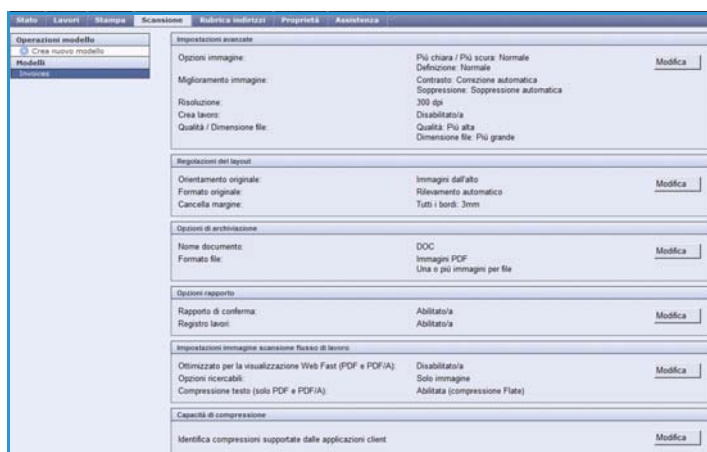 Stato Lavori Stampa Scansione Rubrica indirizzi Proprietà Assistenza
Operazioni modello
Crea nuovo modello
Modelli
Invoices
Impostazioni avanzate
Opzioni immagine: Più chiara / Più scura: Normale
Definizione: Normale
Modifica
Miglioramento immagine: Contrasto: Correzione automatica
Soppressione: Soppressione automatica
Risoluzione: 300 dpi
Crea lavoro: Disabilitato/a
Qualità / Dimensione file: Qualità: Più alta
Dimensione file: Più grande
Regolazioni del layout
Orientamento originale: Immagini dall'alto
Modifica
Formato originale: Rilevamento automatico
Cancella margine: Tutti i bordi: 3mm
Opzioni di archiviazione
Nome documento: DOC
Modifica
Formato file: Immagini PDF
Una o più immagini per file
Opzioni rapporto
Rapporto di conferma: Abilitato/a
Modifica
Registro lavori: Abilitato/a
Impostazioni immagine scansione flusso di lavoro
Ottimizzato per la visualizzazione Web Fast (PDF e PDF/A): Disabilitato/a
Modifica
Opzioni ricercabili: Solo immagine
Compressione testo (solo PDF e PDF/A): Abilitata (compressione Flate)
Capacità di compressione
Identifica compressioni supportate dalle applicazioni client
Modifica